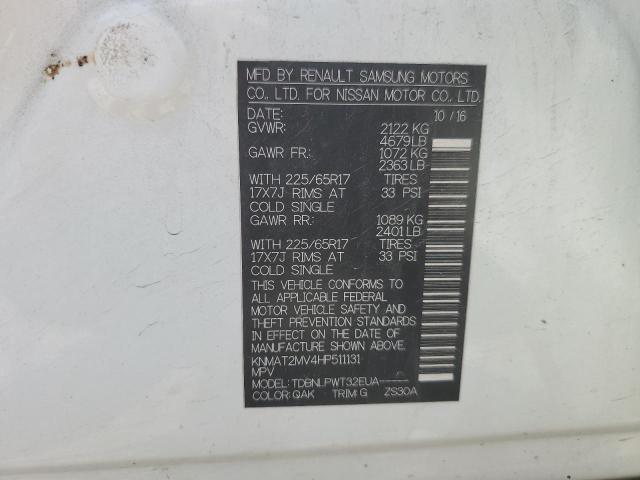 MFD BY RENAULT SAMSUNG MOTORS
CO., LTD. FOR NISSAN MOTOR CO., LTD.
DATE: 10 / 16
GVWR: 2122 KG
4679 LB
GAWR FR.: 1072 KG
2363 LB
WITH 225/65R17 TIRES
17X7J RIMS AT 33 PSI
COLD SINGLE
GAWR RR.: 1089 KG
2401 LB
WITH 225/65R17 TIRES
17X7J RIMS AT 33 PSI
COLD SINGLE
THIS VEHICLE CONFORMS TO
ALL APPLICABLE FEDERAL
MOTOR VEHICLE SAFETY AND
THEFT PREVENTION STANDARDS
IN EFFECT ON THE DATE OF
MANUFACTURE SHOWN ABOVE.
KNMAT2MV4HP511131
MPV
MODEL: TDBNLPWT32EUA-----
COLOR: QAK TRIM: G ZS30A